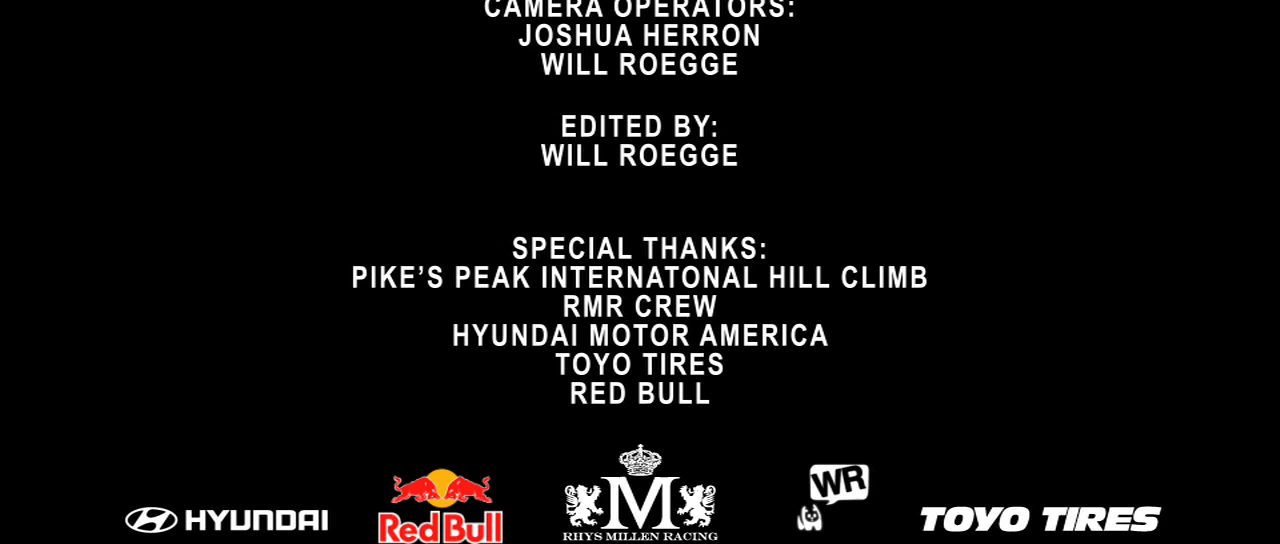 CAMERA OPERATORS:
JOSHUA HERRON
WILL ROEGGE
EDITED BY:
WILL ROEGGE
SPECIAL THANKS:
PIKE’S PEAK INTERNATONAL HILL CLIMB
RMR CREW
HYUNDAI MOTOR AMERICA
TOYO TIRES
RED BULL
HYUNDAI
Red Bull
M
RHYS MILLEN RACING
WR
TOYO TIRES